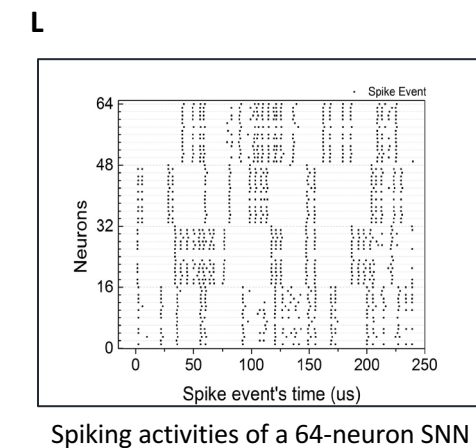 L
Spike Event
64
48
32
16
0
Neurons
0 50 100 150 200 250
Spike event's time (us)
Spiking activities of a 64-neuron SNN